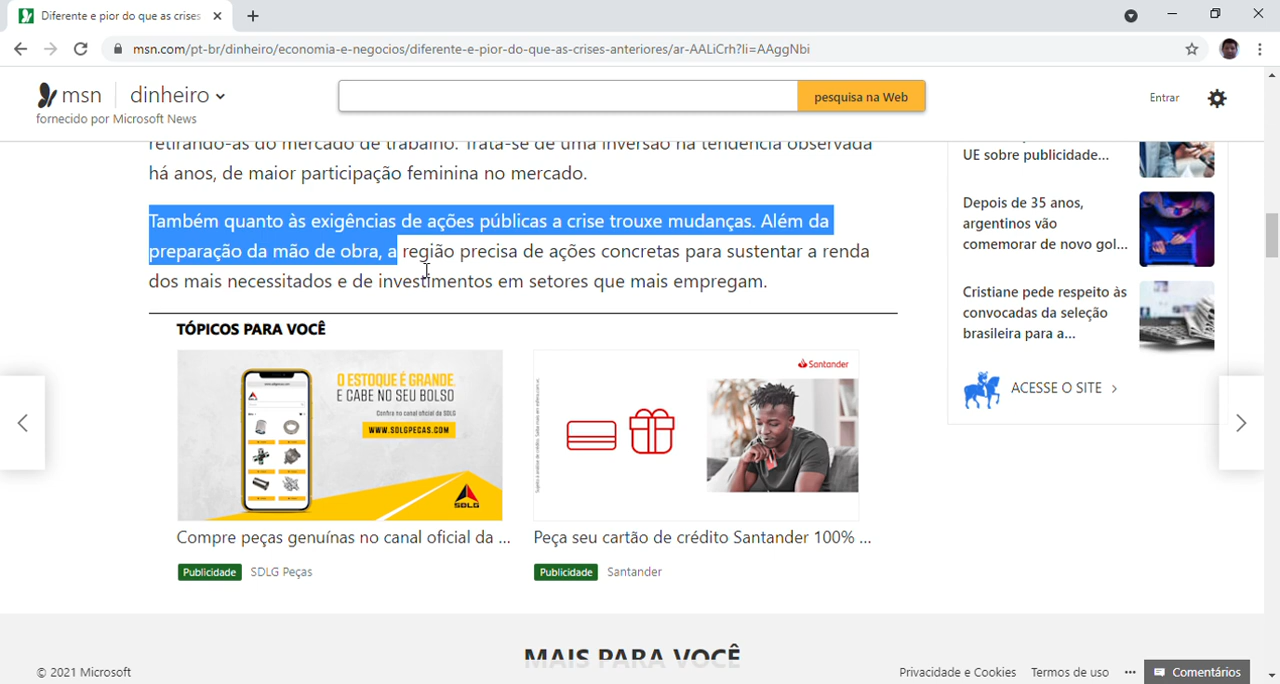 Diferente e pior do que as crises
msn.com/pt-br/dinheiro/economia-e-negocios/diferente-e-pior-do-que-as-crises-anteriores/ar-AALiCrh?li=AAggNbi
msn dinheiro
pesquisa na Web
Entrar
fornecido por Microsoft News
retirando-as do mercado de trabalho. Trata-se de uma inversão na tendência observada
há anos, de maior participação feminina no mercado.
Também quanto às exigências de ações públicas a crise trouxe mudanças. Além da
preparação da mão de obra, a região precisa de ações concretas para sustentar a renda
dos mais necessitados e de investimentos em setores que mais empregam.
UE sobre publicidade...
Depois de 35 anos,
argentinos vão
comemorar de novo gol...
Cristiane pede respeito às
convocadas da seleção
brasileira para a...
ACESSE O SITE
TÓPICOS PARA VOCÊ
O ESTOQUE É GRANDE.
E CABE NO SEU BOLSO
Confira no canal oficial da SDLG
WWW.SDLGPECAS.COM
SDLG
Santander
Compre peças genuínas no canal oficial da ...
Publicidade SDLG Peças
Peça seu cartão de crédito Santander 100% ...
Publicidade Santander
MAIS PARA VOCÊ
© 2021 Microsoft
Privacidade e Cookies
Termos de uso
...
Comentários